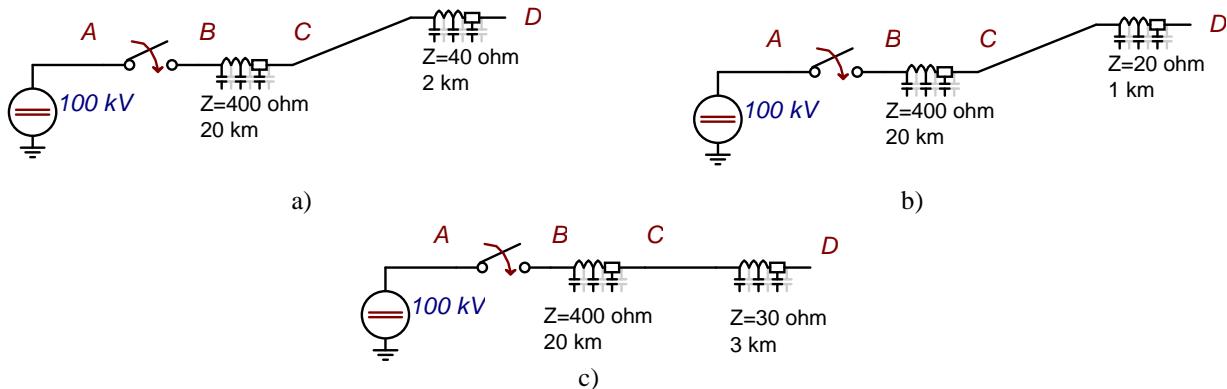 A B C D
100 kV
Z=400 ohm
20 km
Z=40 ohm
2 km
a)
A B C D
100 kV
Z=400 ohm
20 km
Z=20 ohm
1 km
b)
A B C D
100 kV
Z=400 ohm
20 km
Z=30 ohm
3 km
c)